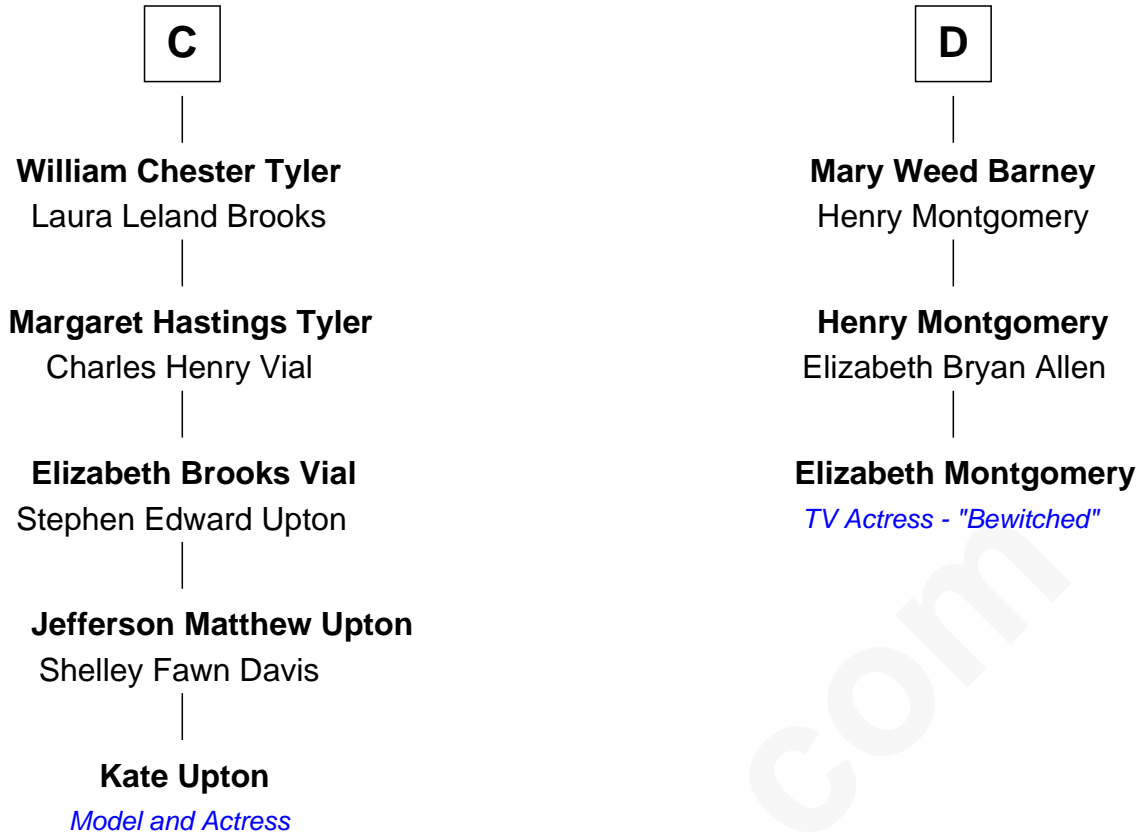 C
William Chester Tyler
Laura Leland Brooks
Margaret Hastings Tyler
Charles Henry Vial
Elizabeth Brooks Vial
Stephen Edward Upton
Jefferson Matthew Upton
Shelley Fawn Davis
Kate Upton
Model and Actress
D
Mary Weed Barney
Henry Montgomery
Henry Montgomery
Elizabeth Bryan Allen
Elizabeth Montgomery
TV Actress - "Bewitched"
com